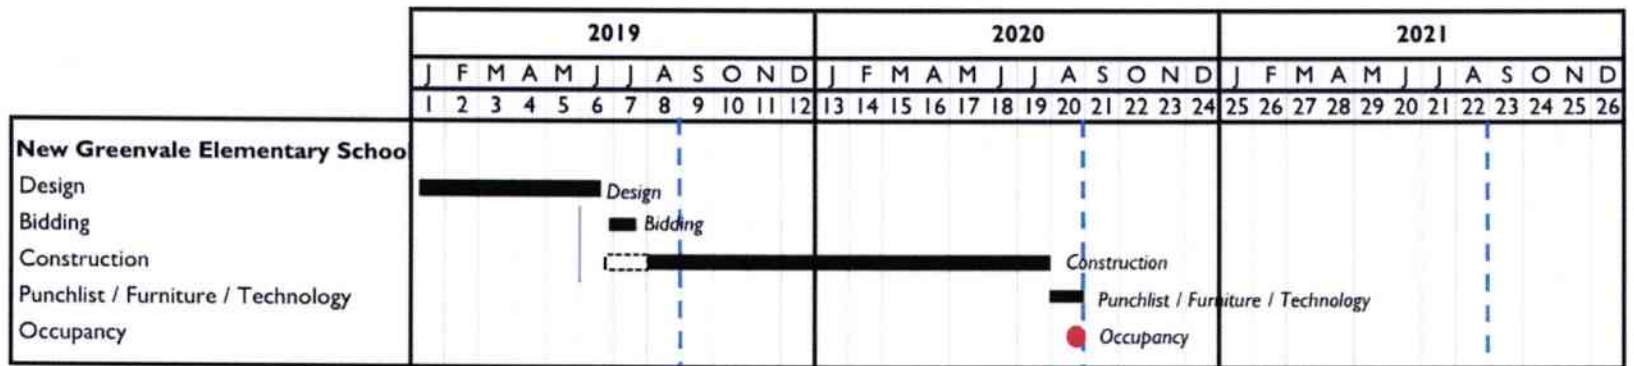 2019 2020 2021
J F M A M J J A S O N D J F M A M J J A S O N D J F M A M J J A S O N D
1 2 3 4 5 6 7 8 9 10 11 12 13 14 15 16 17 18 19 20 21 22 23 24 25 26 27 28 29 20 21 22 23 24 25 26
New Greenvale Elementary Schoo
Design Design
Bidding Bidding
Construction Construction
Punchlist / Furniture / Technology Punchlist / Furniture / Technology
Occupancy Occupancy